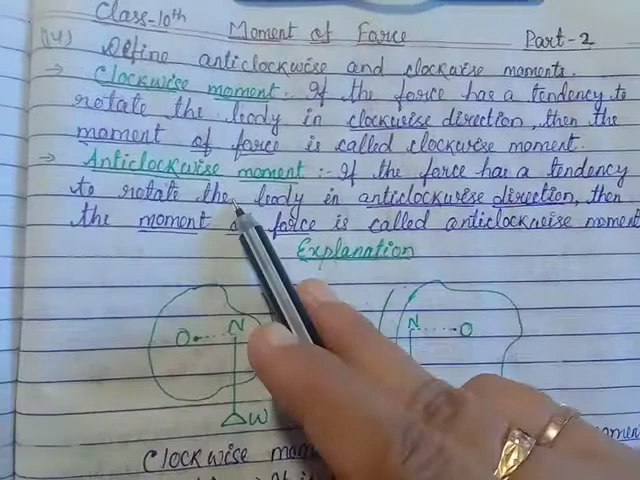 Class-10th Moment of Force Part-2
Define anticlockwise and clockwise moments.
→ Clockwise moment. If the force has a tendency to
rotate the body in clockwise direction, then the
moment of force is called clockwise moment.
→ Anticlockwise moment :- If the force has a tendency
to rotate the body in anticlockwise direction, then
the moment force is called anticlockwise moment
Explanation
O N N O
W
Clockwise